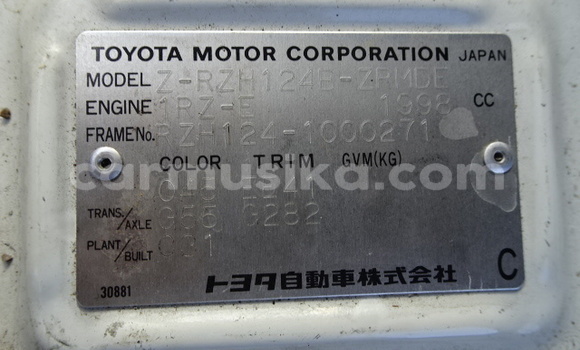 TOYOTA MOTOR CORPORATION JAPAN
MODEL Z-RZH124B-ZRMDE
ENGINE 1RZ-E 1998 CC
FRAME No. RZH124-1000271
COLOR TRIM GVM(KG)
carmusika.com
TRANS./AXLE G55 5282
PLANT/BUILT
30881 トヨタ自動車株式会社 C